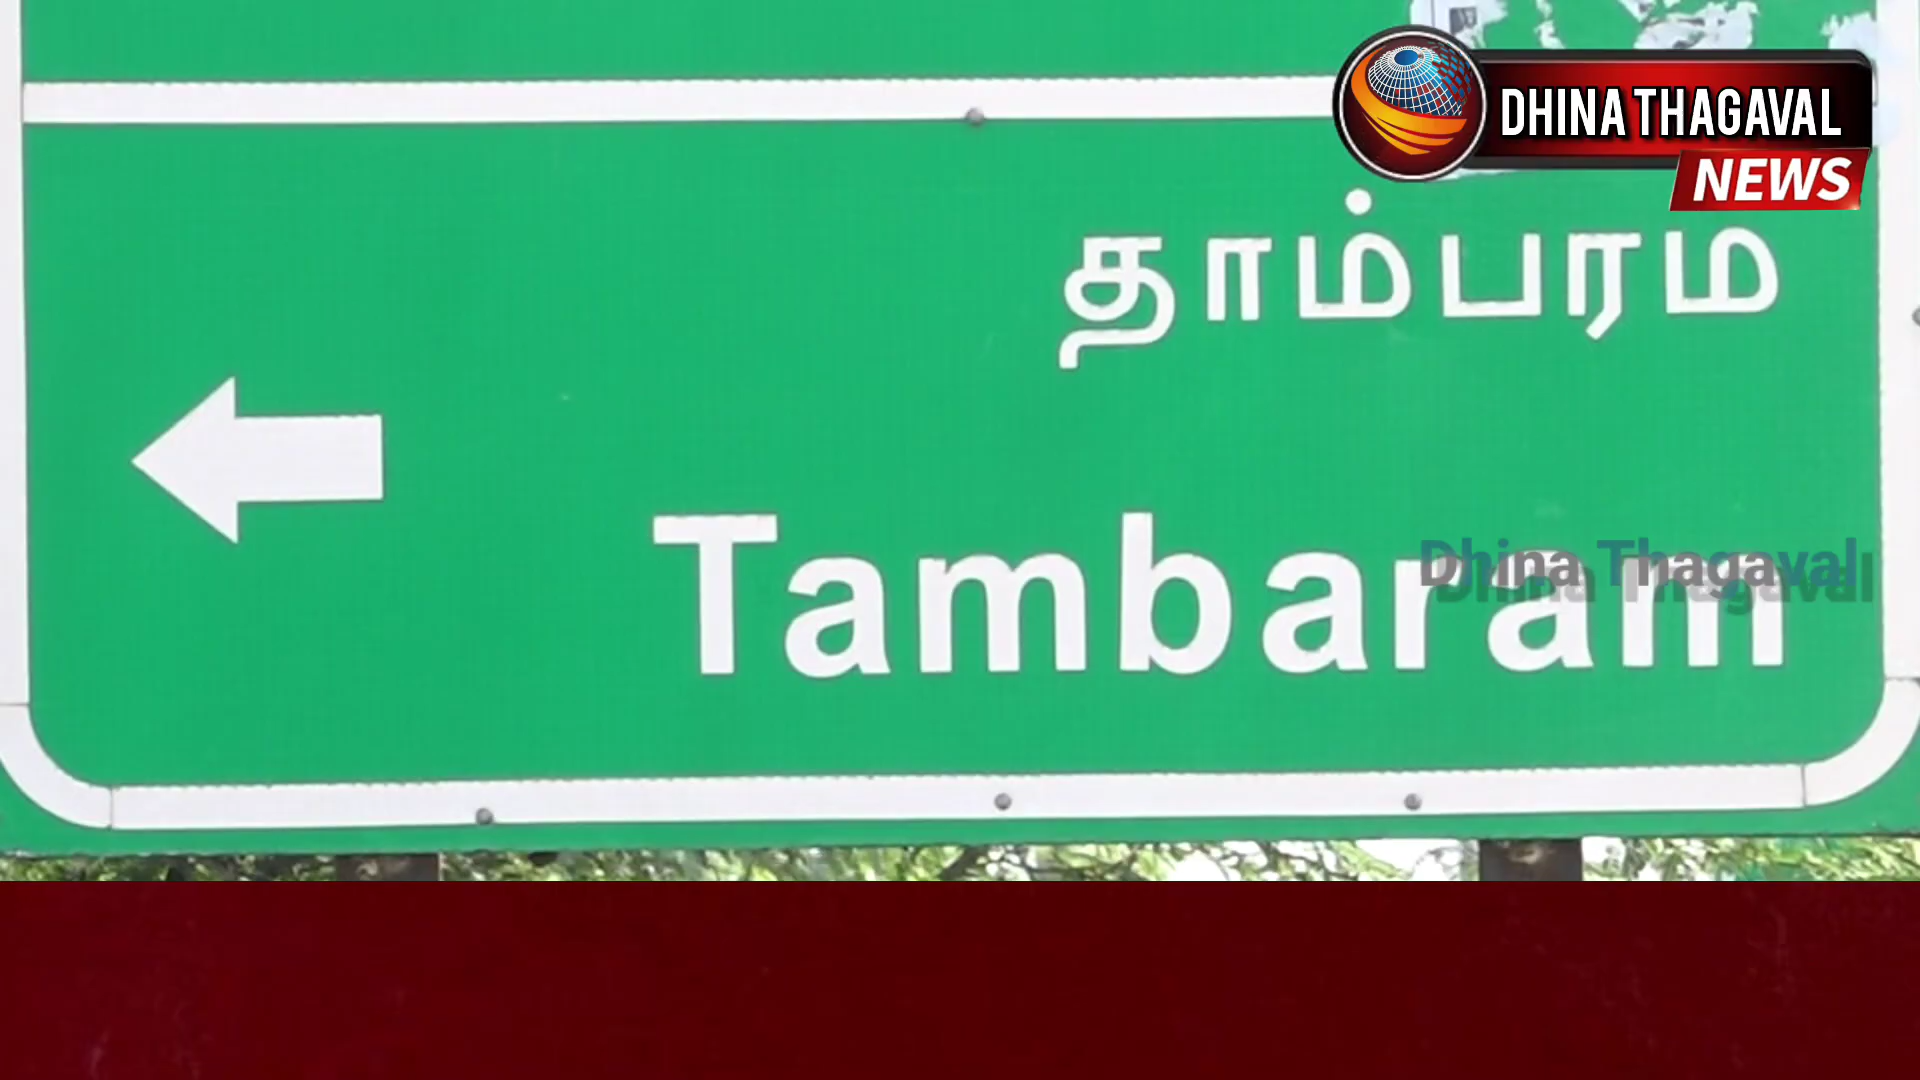 DHINA THAGAVAL
NEWS
தாம்பரம
Tambaram
Dhina Thagaval